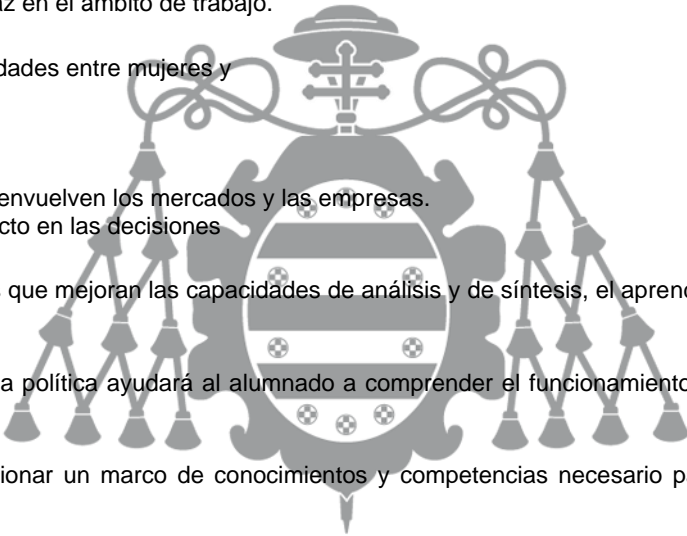 az en el ámbito de trabajo.
dades entre mujeres y
envuelven los mercados y las empresas.
cto en las decisiones
s que mejoran las capacidades de análisis y de síntesis, el apren
a política ayudará al alumnado a comprender el funcionamiento
ionar un marco de conocimientos y competencias necesario p